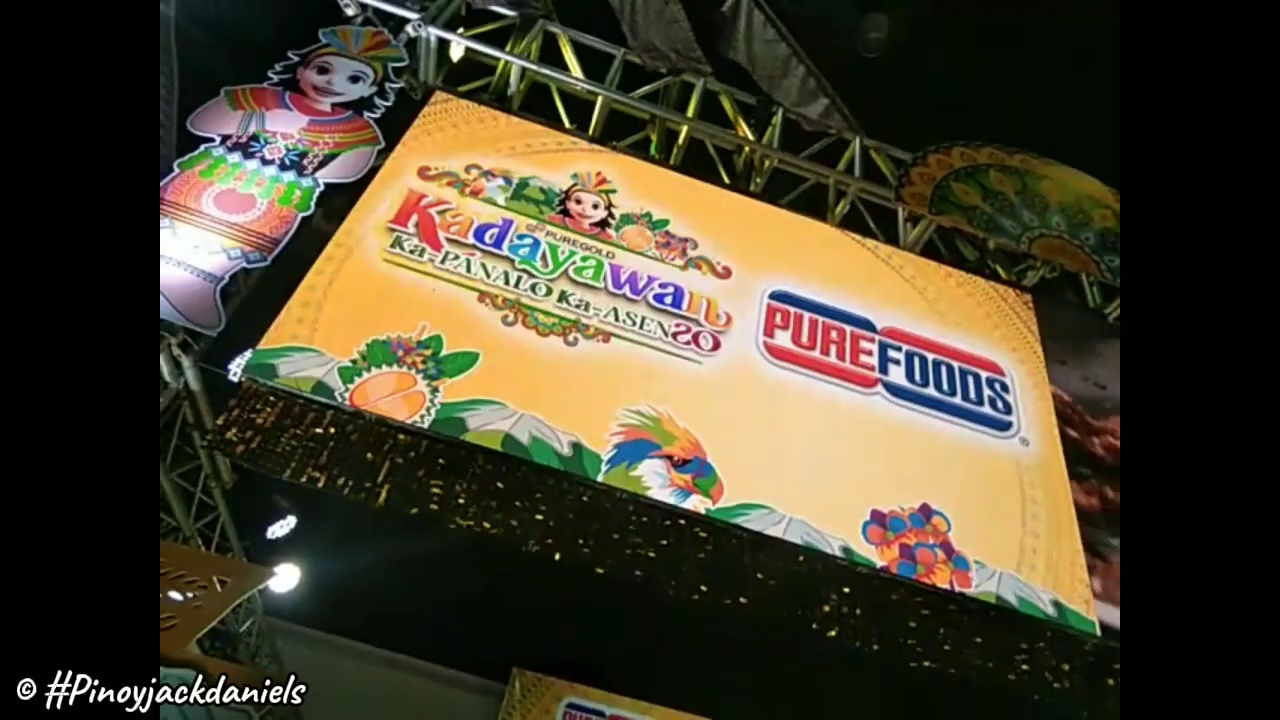 PUREGOLD
Kadayawan
Ka-PANALO Ka-ASENSO
PUREFOODS
®
© #Pinoyjackdaniels